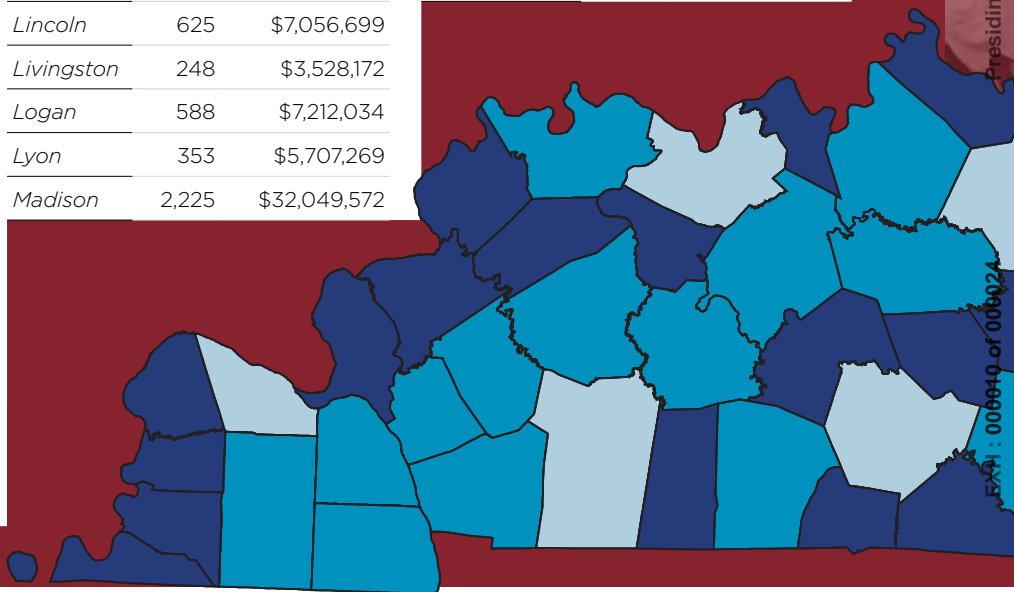 Lincoln 625 $7,056,699
Livingston 248 $3,528,172
Logan 588 $7,212,034
Lyon 353 $5,707,269
Madison 2,225 $32,049,572
Presidin
EXH : 000010 of 000024